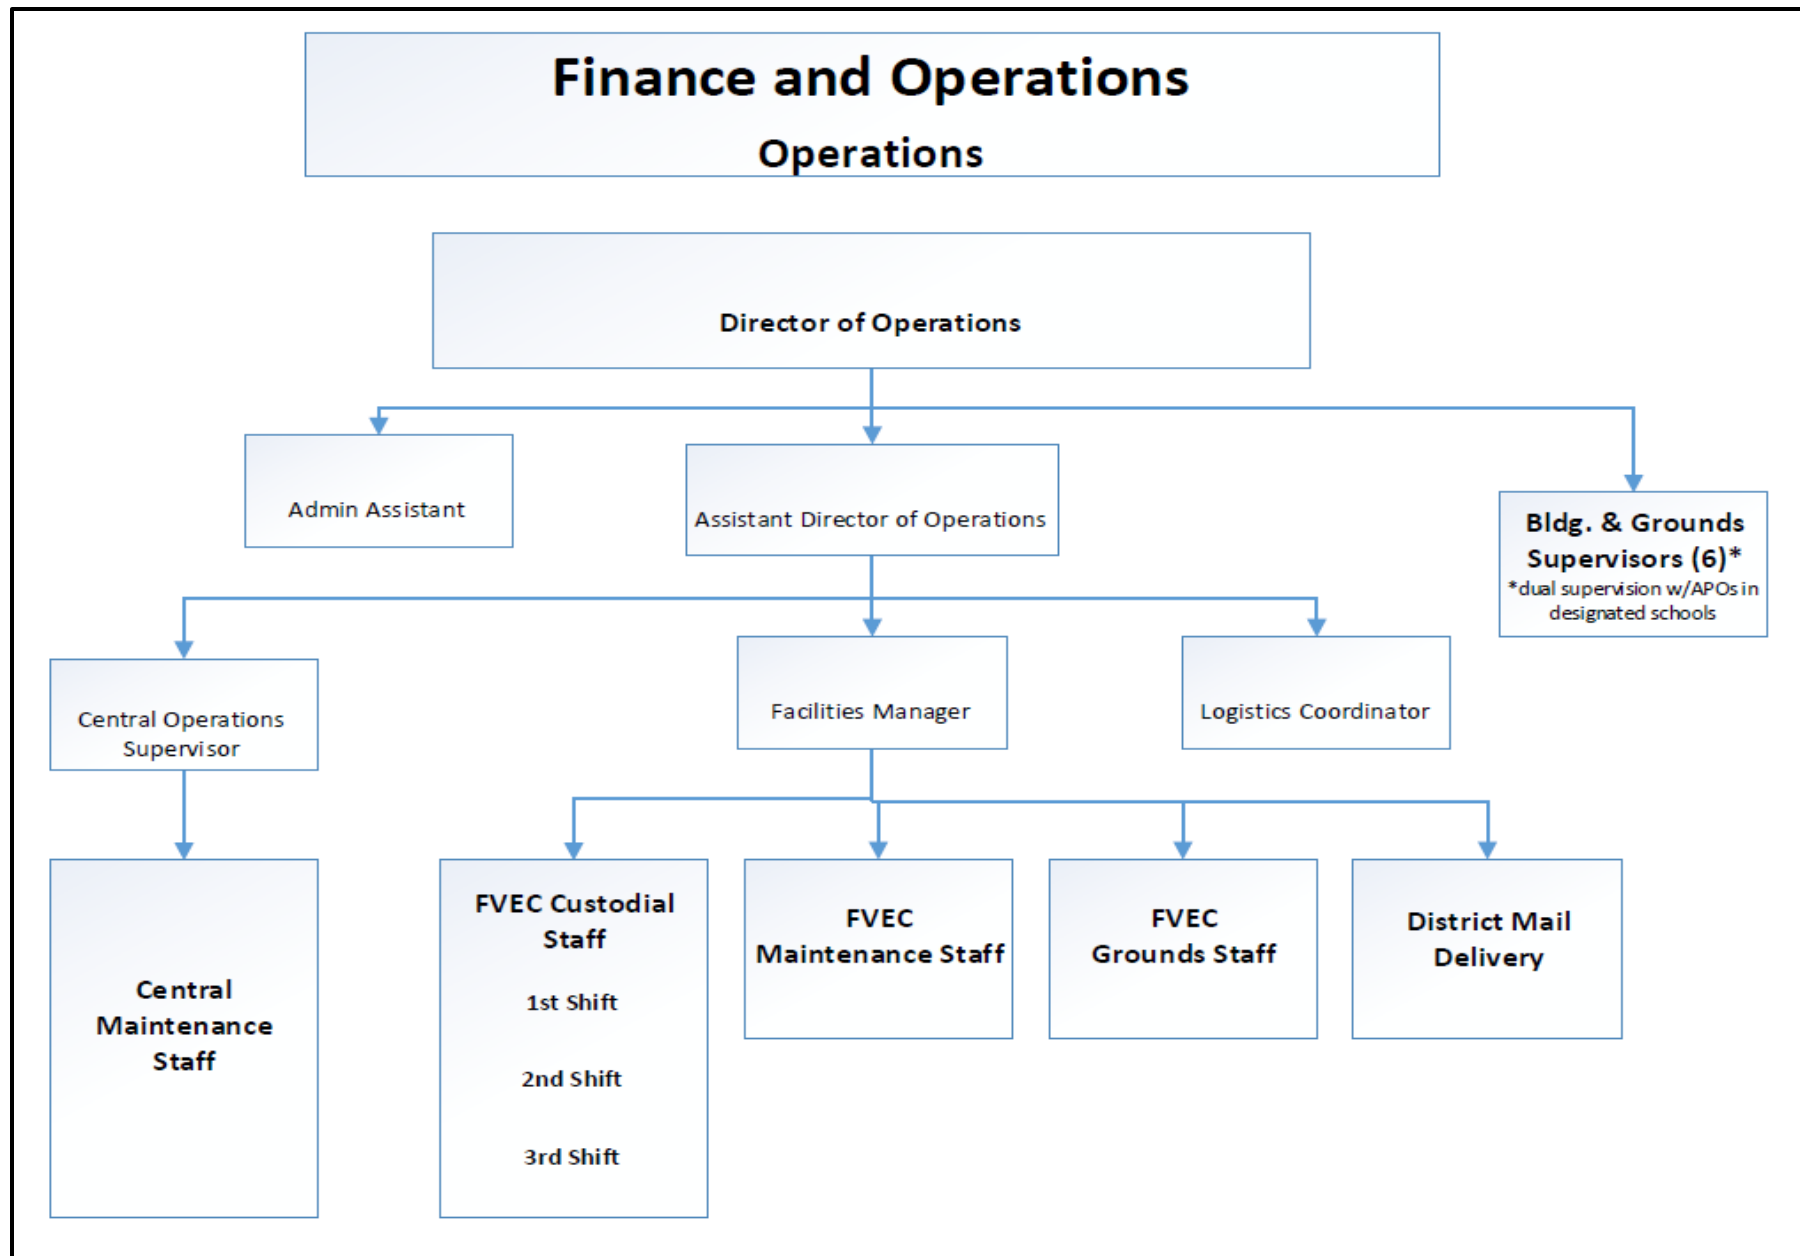 Finance and Operations
Operations
Director of Operations
Admin Assistant
Assistant Director of Operations
Bldg. & Grounds
Supervisors (6)*
*dual supervision w/APOs in
designated schools
Central Operations
Supervisor
Facilities Manager
Logistics Coordinator
Central
Maintenance
Staff
FVEC Custodial
Staff
1st Shift
2nd Shift
3rd Shift
FVEC
Maintenance Staff
FVEC
Grounds Staff
District Mail
Delivery